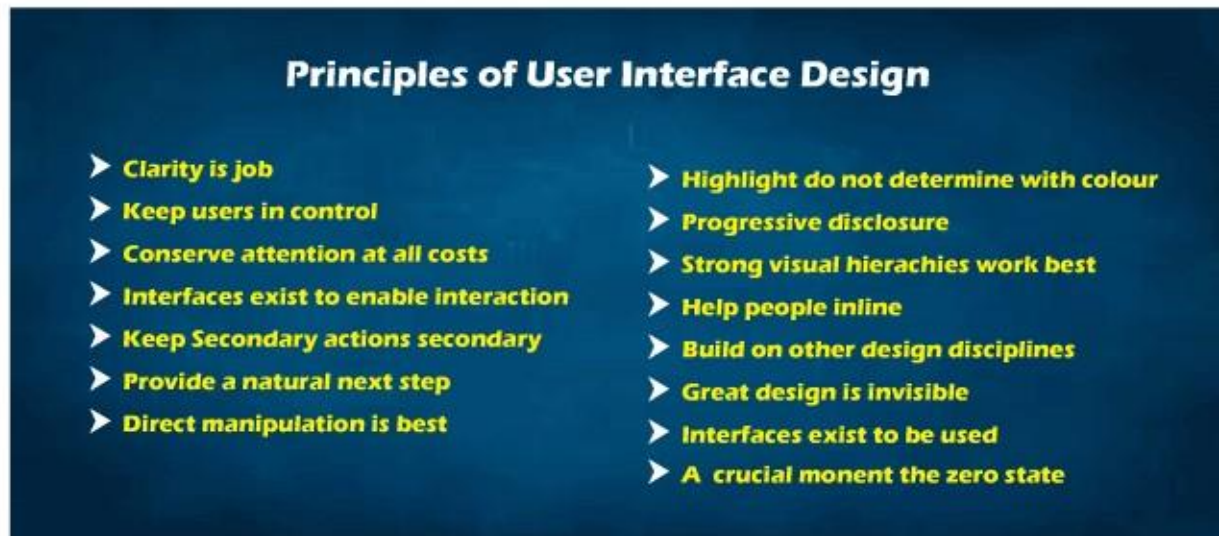 Principles of User Interface Design
Clarity is job
Keep users in control
Conserve attention at all costs
Interfaces exist to enable interaction
Keep Secondary actions secondary
Provide a natural next step
Direct manipulation is best
Highlight do not determine with colour
Progressive disclosure
Strong visual hierachies work best
Help people inline
Build on other design disciplines
Great design is invisible
Interfaces exist to be used
A crucial monent the zero state